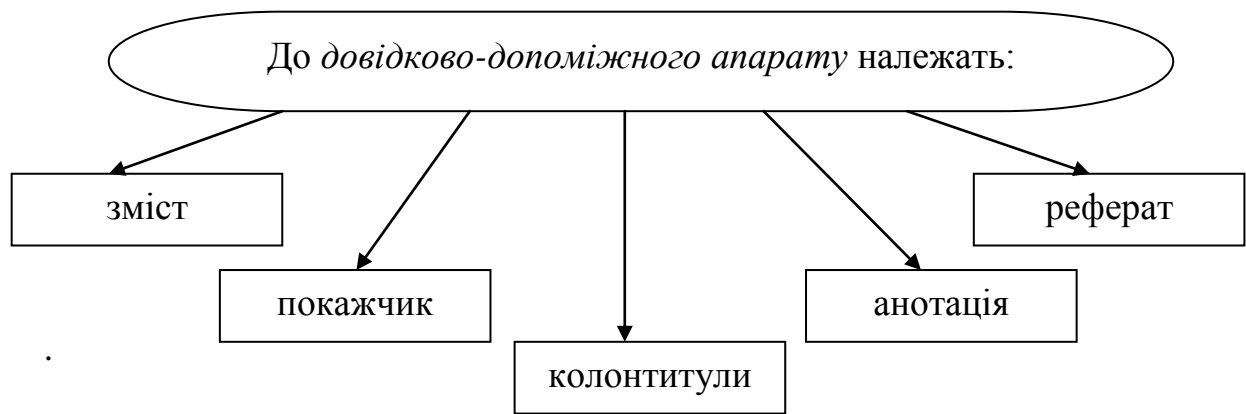 До довідково-допоміжного апарату належать:
зміст
реферат
покажчик
анотація
.
колонтитули